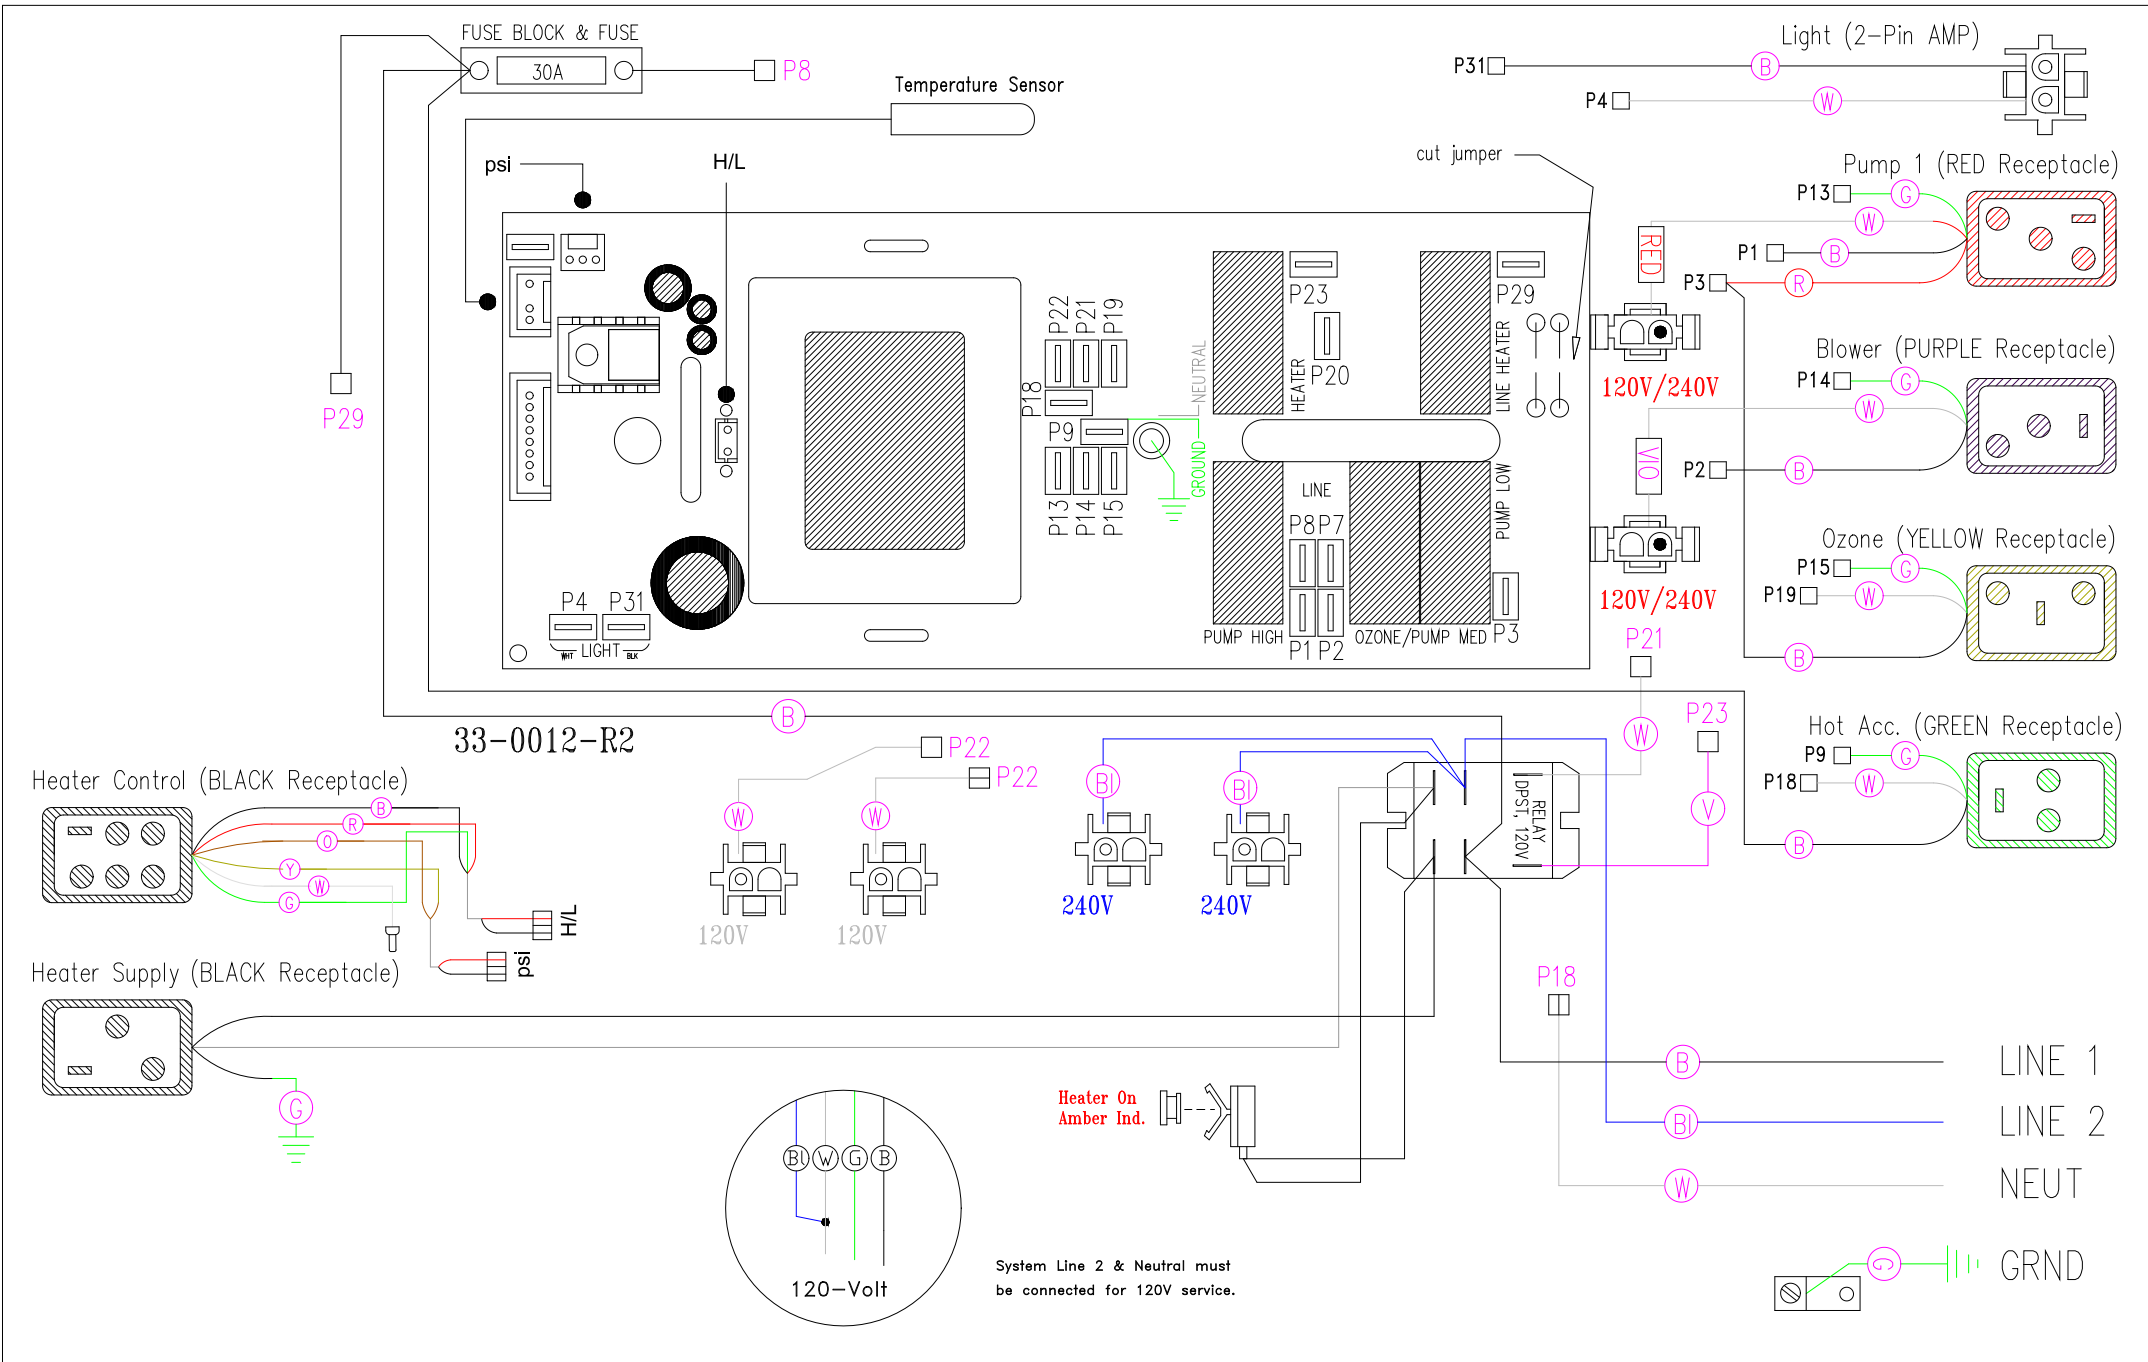 FUSE BLOCK & FUSE
30A
P8
Temperature Sensor
psi
H/L
P29
cut jumper
P31
B
Light (2-Pin AMP)
P4
W
Pump 1 (RED Receptacle)
P13
G
W
P1
B
P3
R
RED
120V/240V
Blower (PURPLE Receptacle)
P14
G
W
P2
B
VIO
120V/240V
Ozone (YELLOW Receptacle)
P15
G
P19
W
B
Hot Acc. (GREEN Receptacle)
P9
G
P18
W
B
P22
P21
P19
P18
P9
P13
P14
P15
NEUTRAL
GROUND
P23
P20
HEATER
P29
LINE HEATER
LINE
P8
P7
PUMP LOW
P1
P2
P3
PUMP HIGH
OZONE/PUMP MED
P4
P31
WHT
LIGHT
BLK
B
33-0012-R2
P21
W
P23
V
P22
W
120V
P22
W
120V
Bl
240V
Bl
240V
RELAY
DPST, 120V
Heater Control (BLACK Receptacle)
B
R
O
Y
W
G
H/L
psi
Heater Supply (BLACK Receptacle)
G
P18
B
LINE 1
Bl
LINE 2
W
NEUT
G
GRND
Heater On
Amber Ind.
Bl
W
G
B
120-Volt
System Line 2 & Neutral must
be connected for 120V service.